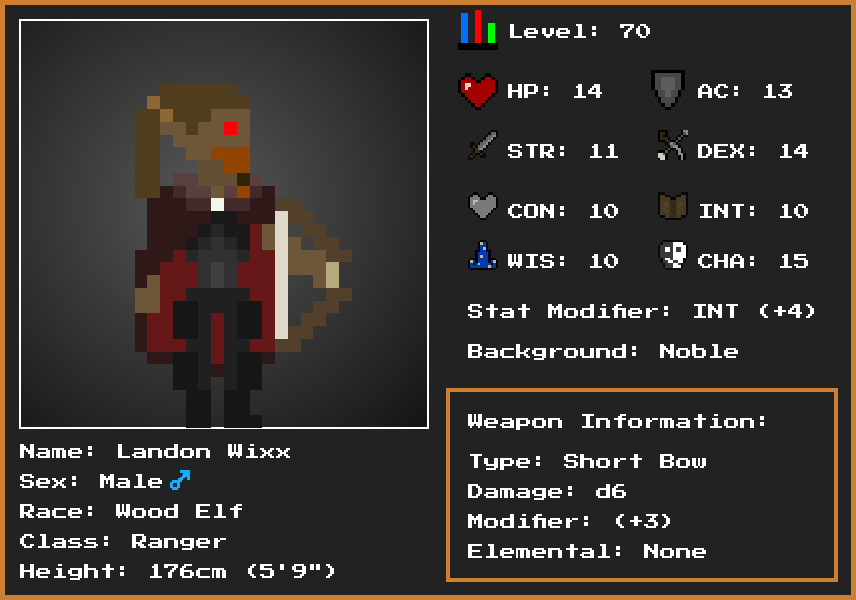 Level: 70
HP: 14
AC: 13
STR: 11
DEX: 14
CON: 10
INT: 10
WIS: 10
CHA: 15
Stat Modifier: INT (+4)
Background: Noble
Weapon Information:
Type: Short Bow
Damage: d6
Modifier: (+3)
Elemental: None
Name: Landon Wixx
Sex: Male ♂
Race: Wood Elf
Class: Ranger
Height: 176cm (5'9")